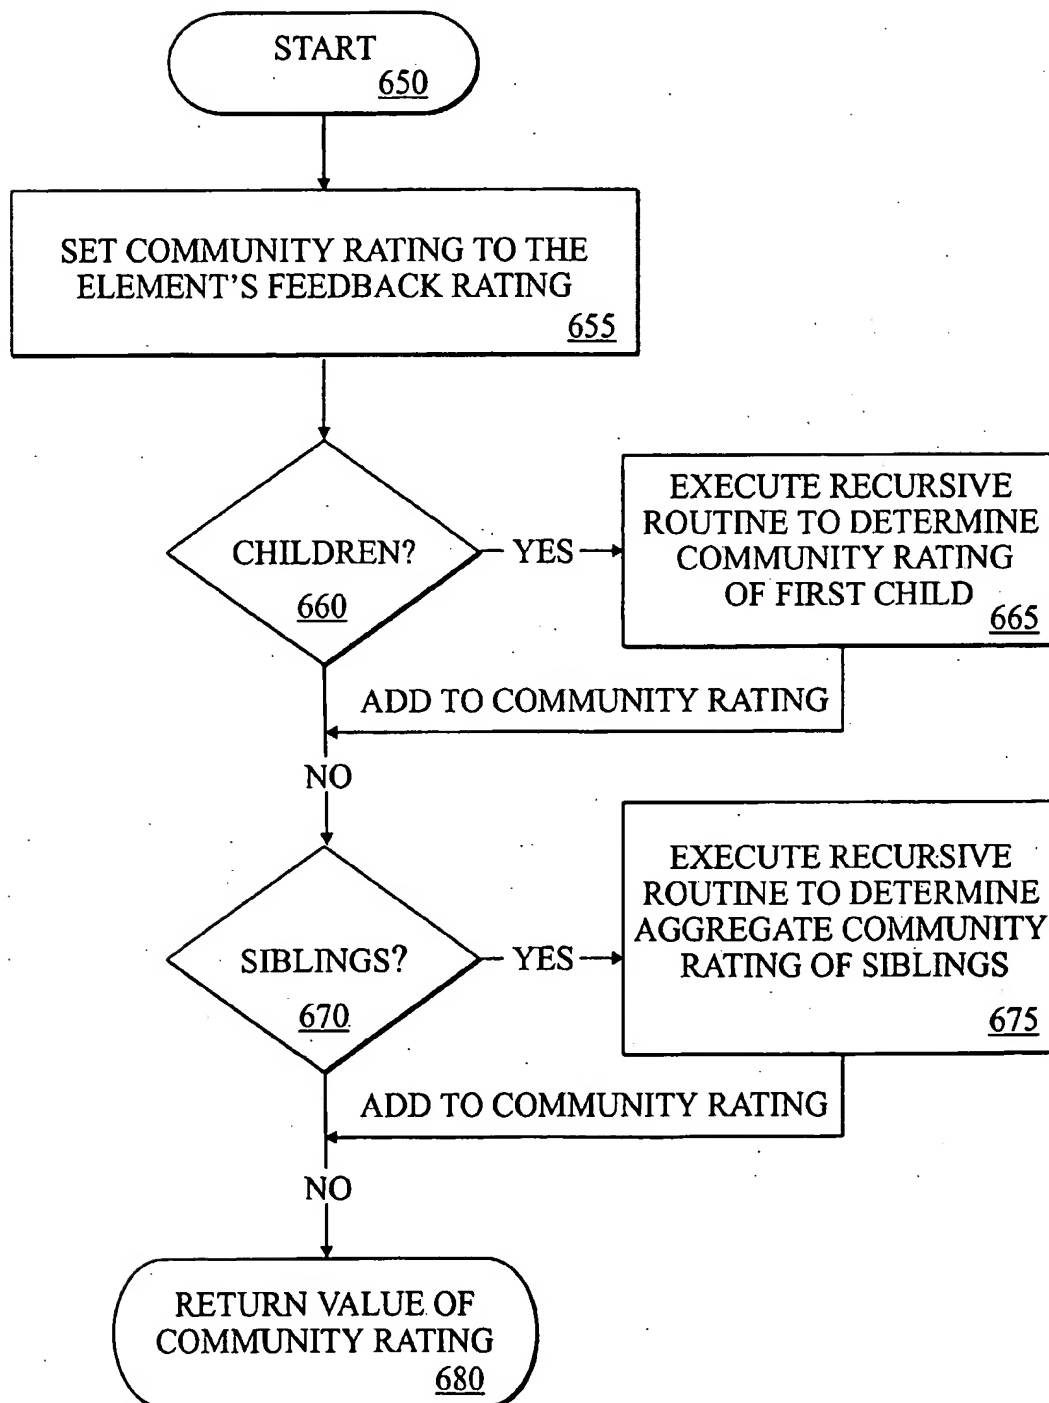 START
650
SET COMMUNITY RATING TO THE
ELEMENT'S FEEDBACK RATING
655
CHILDREN?
660
YES
EXECUTE RECURSIVE
ROUTINE TO DETERMINE
COMMUNITY RATING
OF FIRST CHILD
665
ADD TO COMMUNITY RATING
NO
SIBLINGS?
670
YES
EXECUTE RECURSIVE
ROUTINE TO DETERMINE
AGGREGATE COMMUNITY
RATING OF SIBLINGS
675
ADD TO COMMUNITY RATING
NO
RETURN VALUE OF
COMMUNITY RATING
680